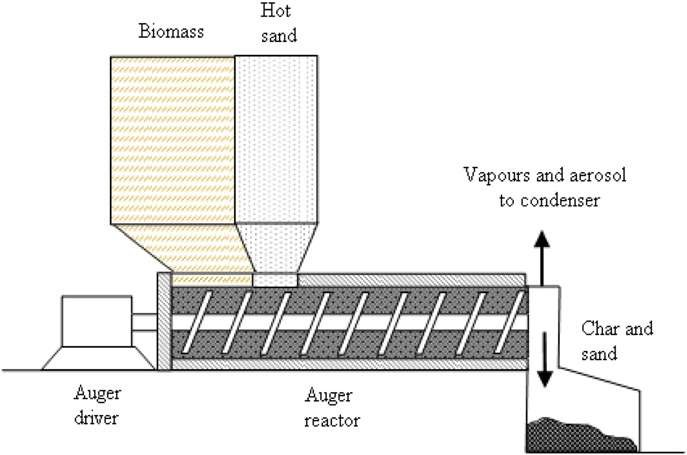 Biomass
Hot
sand
Vapours and aerosol
to condenser
Char and
sand
Auger
driver
Auger
reactor